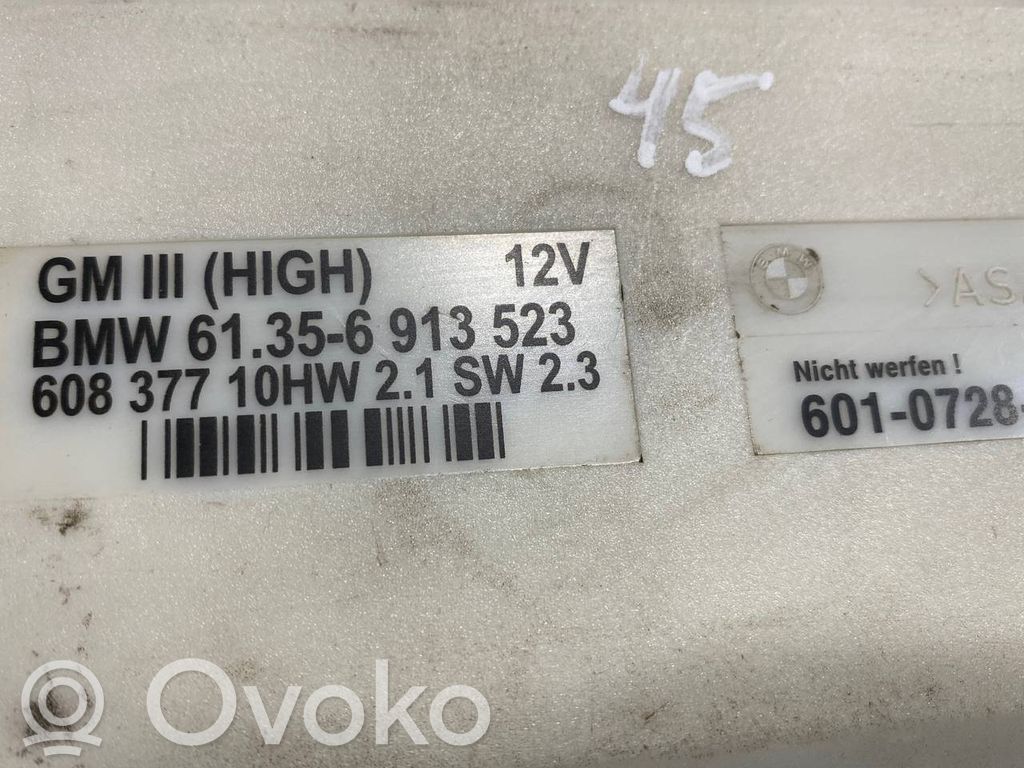 45
GM III (HIGH) 12V
BMW 61.35-6 913 523
608 377 10HW 2.1 SW 2.3
>AS
Nicht werfen !
601-0728-
Ovoko